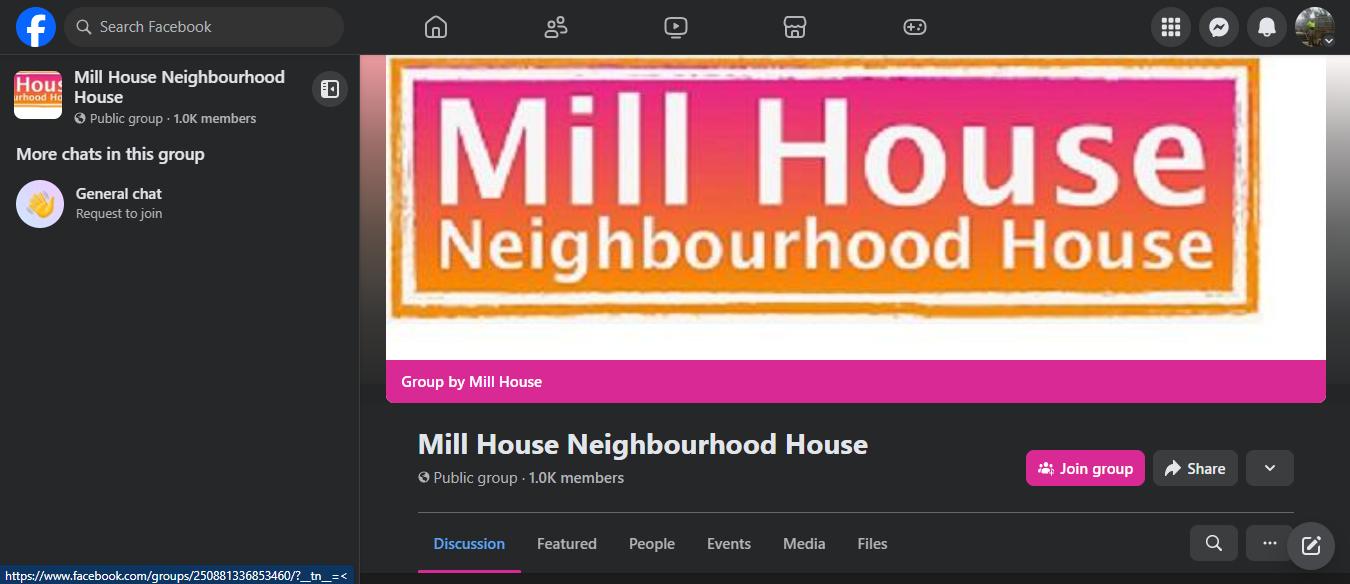 Search Facebook
Mill House Neighbourhood
House
Public group · 1.0K members
More chats in this group
General chat
Request to join
Hous
urhood Ho
Mill House
Neighbourhood House
Group by Mill House
Mill House Neighbourhood House
Public group · 1.0K members
Join group
Share
Discussion
Featured
People
Events
Media
Files
https://www.facebook.com/groups/250881336853460/?__tn__=<